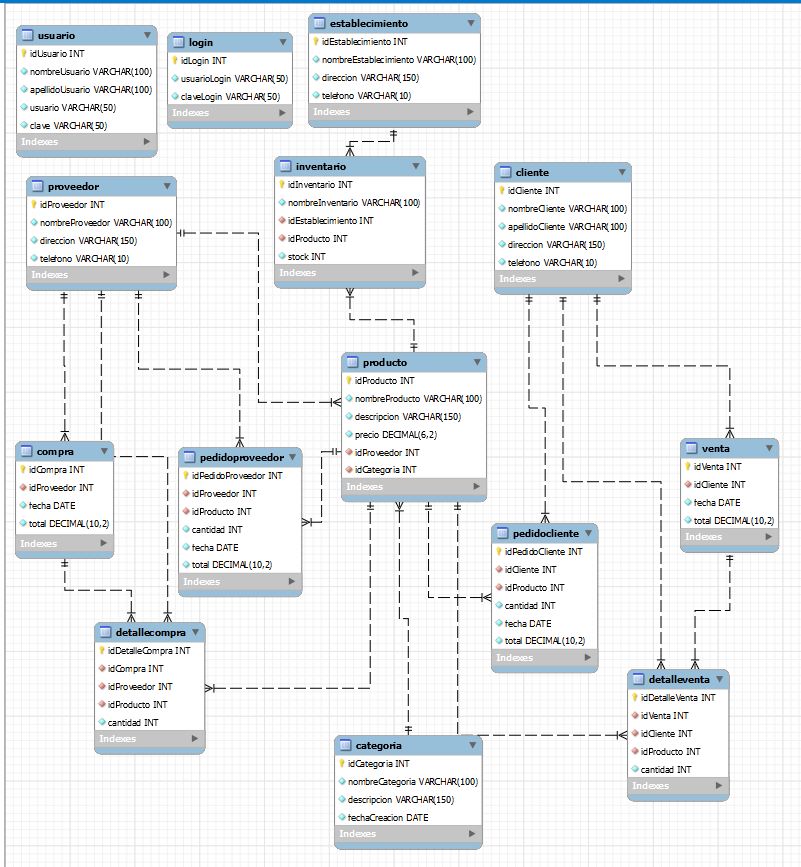 usuario
idUsuario INT
nombreUsuario VARCHAR(100)
apellidoUsuario VARCHAR(100)
usuario VARCHAR(50)
clave VARCHAR(50)
Indexes
login
idLogin INT
usuarioLogin VARCHAR(50)
claveLogin VARCHAR(50)
Indexes
establecimiento
idEstablecimiento INT
nombreEstablecimiento VARCHAR(100)
direccion VARCHAR(150)
telefono VARCHAR(10)
Indexes
proveedor
idProveedor INT
nombreProveedor VARCHAR(100)
direccion VARCHAR(150)
telefono VARCHAR(10)
Indexes
inventario
idInventario INT
nombreInventario VARCHAR(100)
idEstablecimiento INT
idProducto INT
stock INT
Indexes
cliente
idCliente INT
nombreCliente VARCHAR(100)
apellidoCliente VARCHAR(100)
direccion VARCHAR(150)
telefono VARCHAR(10)
Indexes
producto
idProducto INT
nombreProducto VARCHAR(100)
descripcion VARCHAR(150)
precio DECIMAL(6,2)
idProveedor INT
idCategoria INT
Indexes
compra
idCompra INT
idProveedor INT
fecha DATE
total DECIMAL(10,2)
Indexes
pedidoproveedor
idPedidoProveedor INT
idProveedor INT
idProducto INT
cantidad INT
fecha DATE
total DECIMAL(10,2)
Indexes
venta
idVenta INT
idCliente INT
fecha DATE
total DECIMAL(10,2)
Indexes
pedidocliente
idPedidoCliente INT
idCliente INT
idProducto INT
cantidad INT
fecha DATE
total DECIMAL(10,2)
Indexes
detallecompra
idDetalleCompra INT
idCompra INT
idProveedor INT
idProducto INT
cantidad INT
Indexes
categoria
idCategoria INT
nombreCategoria VARCHAR(100)
descripcion VARCHAR(150)
fechaCreacion DATE
Indexes
detalleventa
idDetalleVenta INT
idVenta INT
idCliente INT
idProducto INT
cantidad INT
Indexes